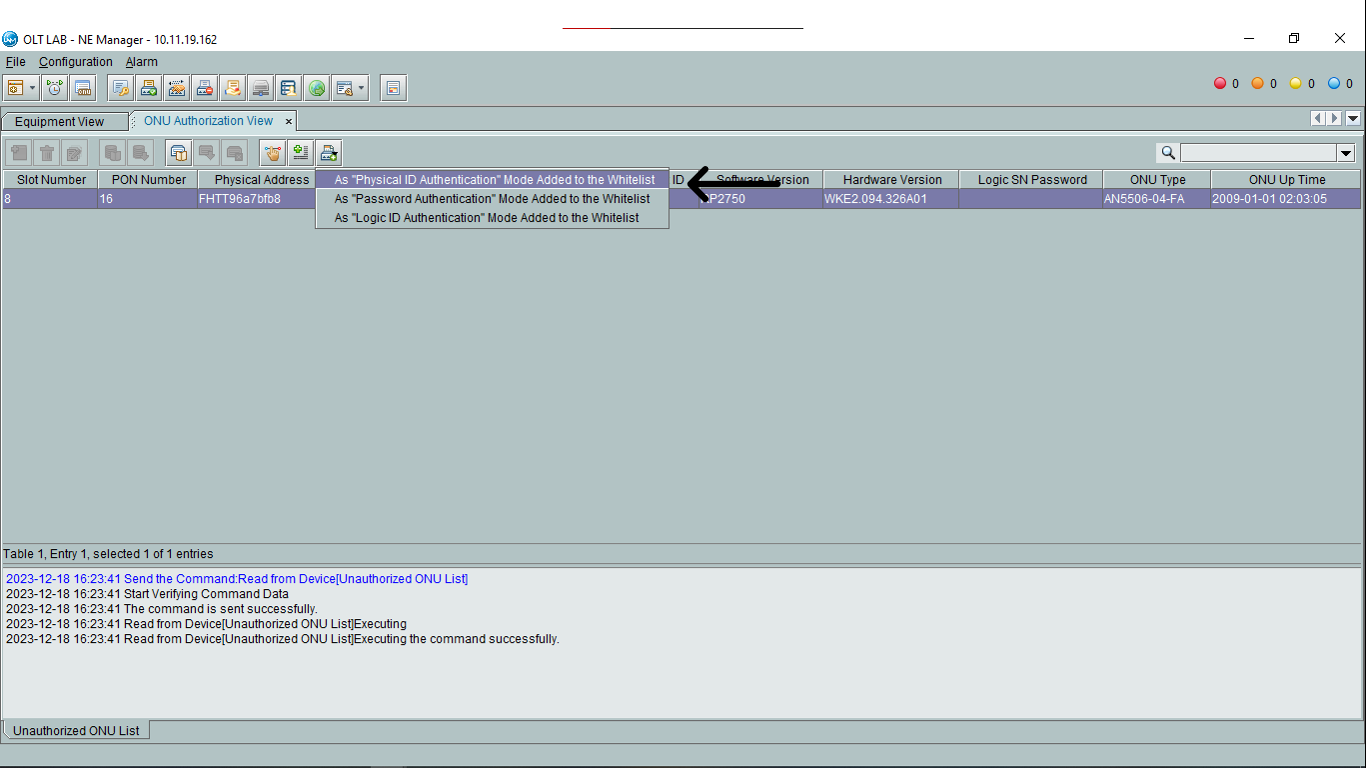 OLT LAB - NE Manager - 10.11.19.162
File Configuration Alarm
0 0 0 0
Equipment View ONU Authorization View
Slot Number PON Number Physical Address ID Software Version Hardware Version Logic SN Password ONU Type ONU Up Time
8 16 FHTT96a7bfb8 P2750 WKE2.094.326A01 AN5506-04-FA 2009-01-01 02:03:05
As "Physical ID Authentication" Mode Added to the Whitelist
As "Password Authentication" Mode Added to the Whitelist
As "Logic ID Authentication" Mode Added to the Whitelist
Table 1, Entry 1, selected 1 of 1 entries
2023-12-18 16:23:41 Send the Command:Read from Device[Unauthorized ONU List]
2023-12-18 16:23:41 Start Verifying Command Data
2023-12-18 16:23:41 The command is sent successfully.
2023-12-18 16:23:41 Read from Device[Unauthorized ONU List]Executing
2023-12-18 16:23:41 Read from Device[Unauthorized ONU List]Executing the command successfully.
Unauthorized ONU List